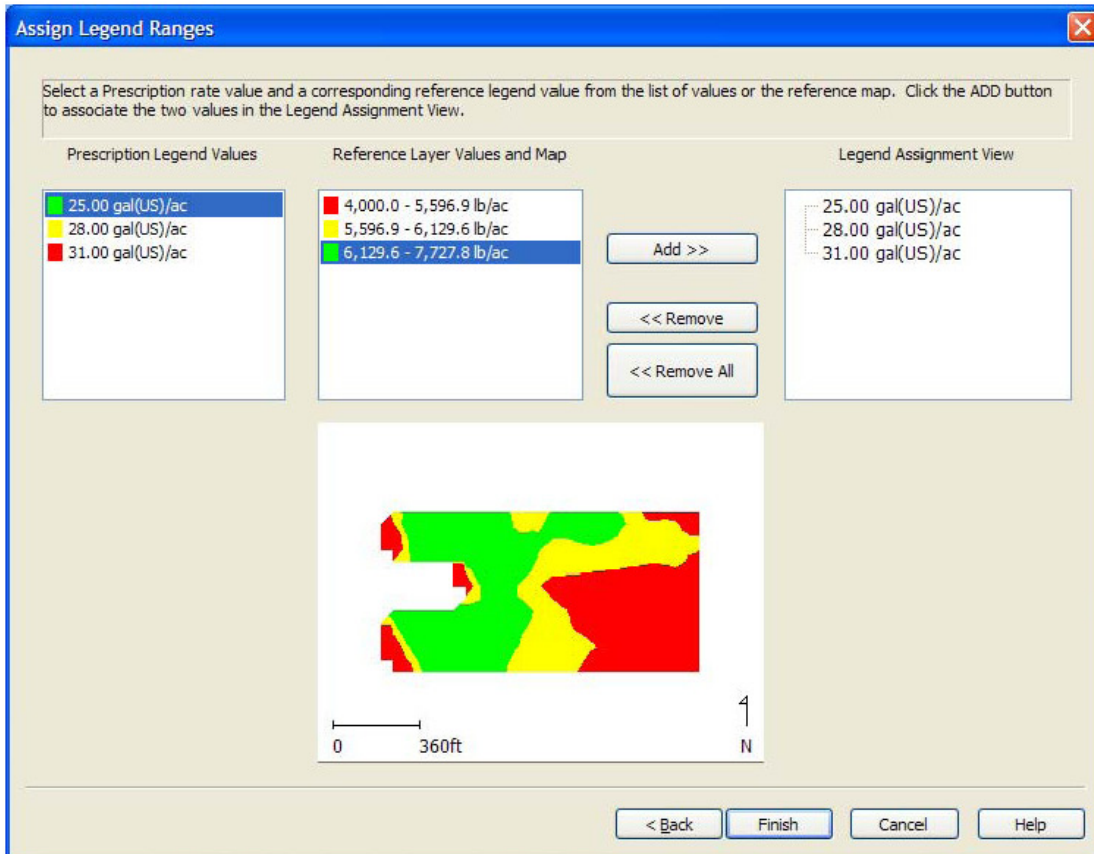 Assign Legend Ranges
Select a Prescription rate value and a corresponding reference legend value from the list of values or the reference map. Click the ADD button
to associate the two values in the Legend Assignment View.
Prescription Legend Values
25.00 gal(US)/ac
28.00 gal(US)/ac
31.00 gal(US)/ac
Reference Layer Values and Map
4,000.0 - 5,596.9 lb/ac
5,596.9 - 6,129.6 lb/ac
6,129.6 - 7,727.8 lb/ac
Add >>
<< Remove
<< Remove All
Legend Assignment View
25.00 gal(US)/ac
28.00 gal(US)/ac
31.00 gal(US)/ac
0 360ft
N
< Back
Finish
Cancel
Help